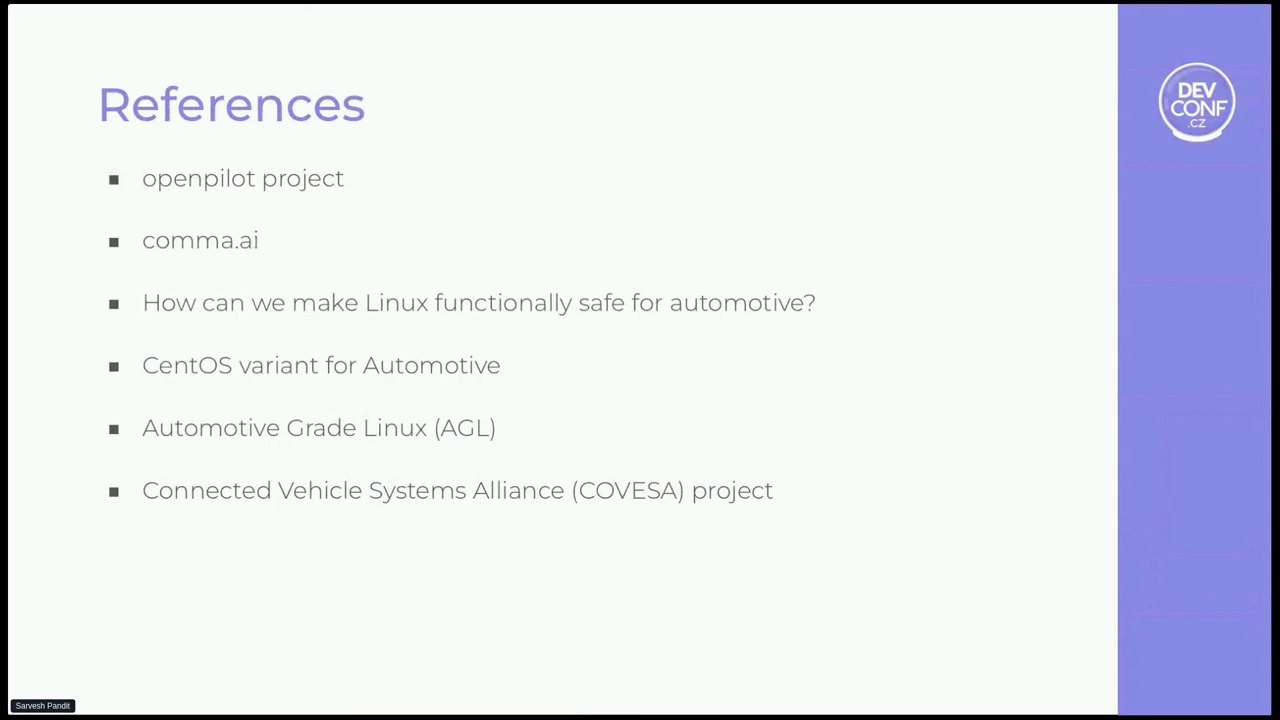 References
DEV
CONF
.CZ
▪ openpilot project
▪ comma.ai
▪ How can we make Linux functionally safe for automotive?
▪ CentOS variant for Automotive
▪ Automotive Grade Linux (AGL)
▪ Connected Vehicle Systems Alliance (COVESA) project
Sarvesh Pandit